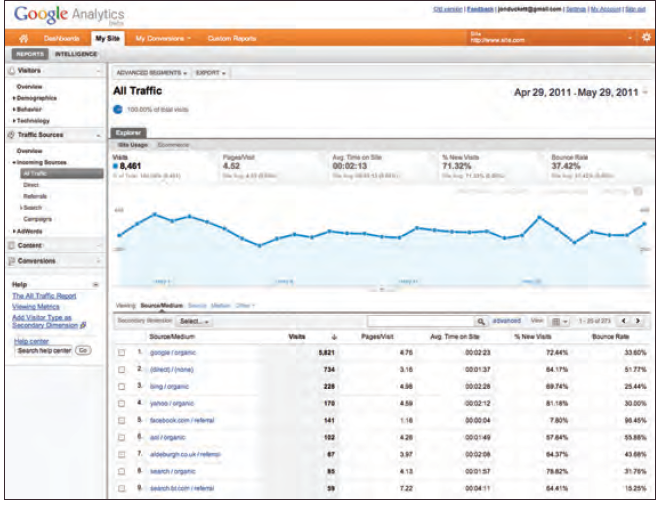 Google Analytics
Beta
Old version | Feedback | jonduckett@gmail.com | Settings | My Account | Sign out
Dashboards My Site My Conversions Custom Reports
Site
http://www.site.com
REPORTS INTELLIGENCE
Visitors
Overview
Demographics
Behavior
Technology
Traffic Sources
Overview
Incoming Sources
All Traffic
Direct
Referrals
Search
Campaigns
AdWords
Content
Conversions
Help
The All Traffic Report
Viewing Metrics
Add Visitor Type as
Secondary Dimension
Help center
Search help center Go
ADVANCED SEGMENTS EXPORT
All Traffic Apr 29, 2011 - May 29, 2011
100.00% of total visits
Explorer
Site Usage Ecommerce
Visits Pages/Visit Avg. Time on Site % New Visits Bounce Rate
8,461 4.52 00:02:13 71.32% 37.42%
Viewing: Source/Medium Source Medium Other
Secondary dimension: Select... advanced View: 1 - 25 of 273
Source/Medium Visits Pages/Visit Avg. Time on Site % New Visits Bounce Rate
1. google / organic 5,821 4.76 00:02:23 72.44% 33.60%
2. (direct) / (none) 734 3.16 00:01:37 64.17% 51.77%
3. bing / organic 228 4.98 00:02:28 69.74% 25.44%
4. yahoo / organic 170 4.59 00:02:12 81.18% 30.00%
5. facebook.com / referral 141 1.16 00:00:04 7.80% 96.45%
6. aol / organic 102 4.26 00:01:49 57.84% 55.88%
7. aldeburgh.co.uk / referral 87 3.97 00:02:08 64.37% 43.68%
8. search / organic 85 4.13 00:01:57 78.82% 31.76%
9. search.bt.com / referral 59 7.22 00:04:11 64.41% 15.25%